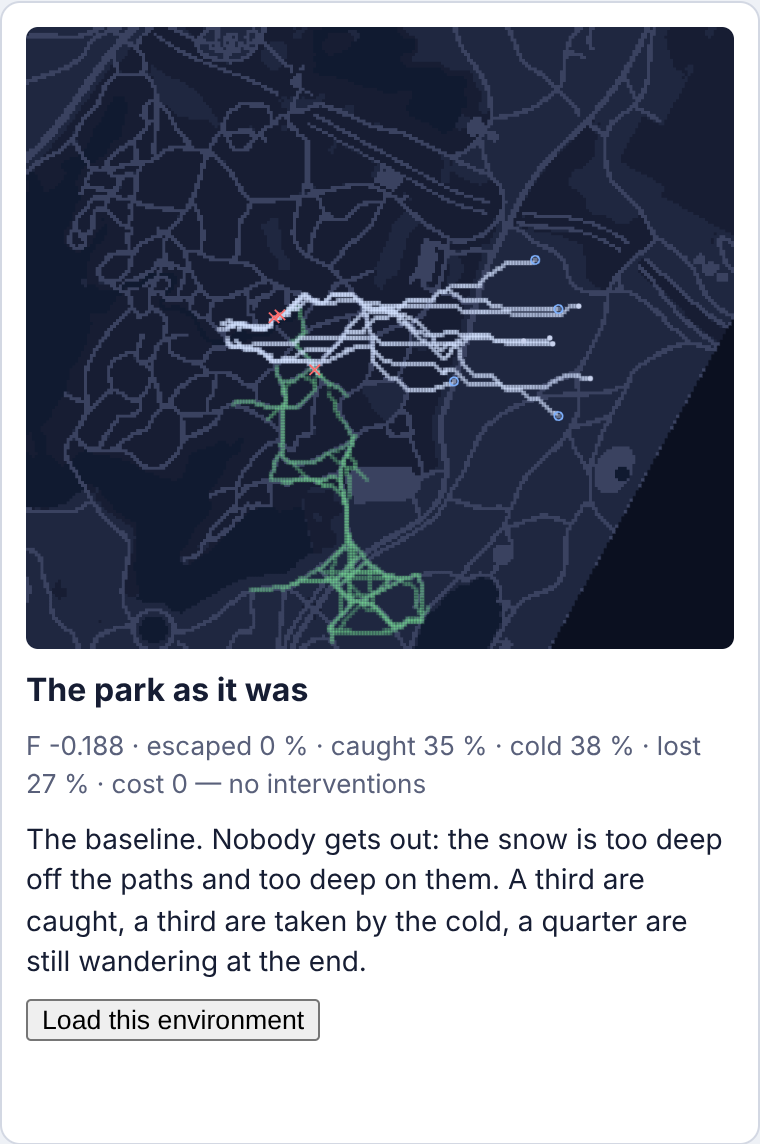 The park as it was
F -0.188 · escaped 0 % · caught 35 % · cold 38 % · lost
27 % · cost 0 — no interventions
The baseline. Nobody gets out: the snow is too deep
off the paths and too deep on them. A third are
caught, a third are taken by the cold, a quarter are
still wandering at the end.
Load this environment